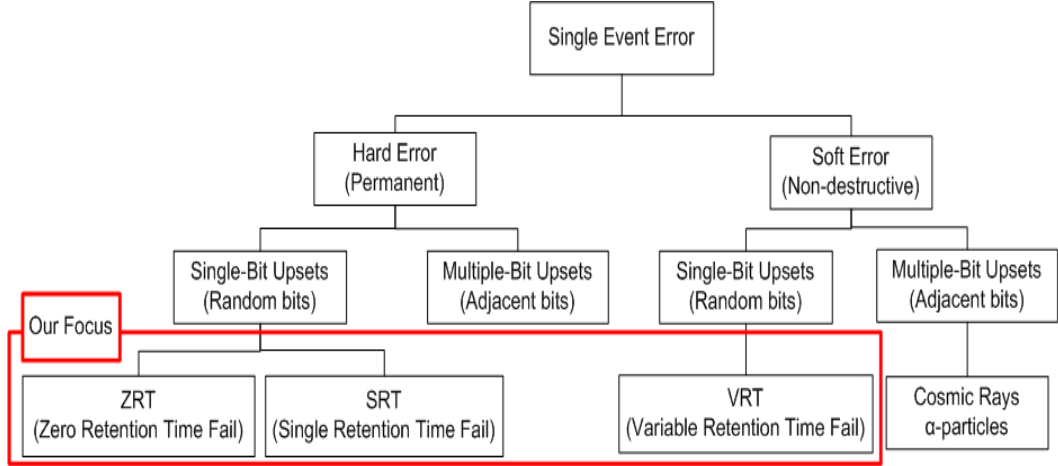 Single Event Error
Hard Error
(Permanent)
Soft Error
(Non-destructive)
Single-Bit Upsets
(Random bits)
Multiple-Bit Upsets
(Adjacent bits)
Single-Bit Upsets
(Random bits)
Multiple-Bit Upsets
(Adjacent bits)
Our Focus
ZRT
(Zero Retention Time Fail)
SRT
(Single Retention Time Fail)
VRT
(Variable Retention Time Fail)
Cosmic Rays
α-particles